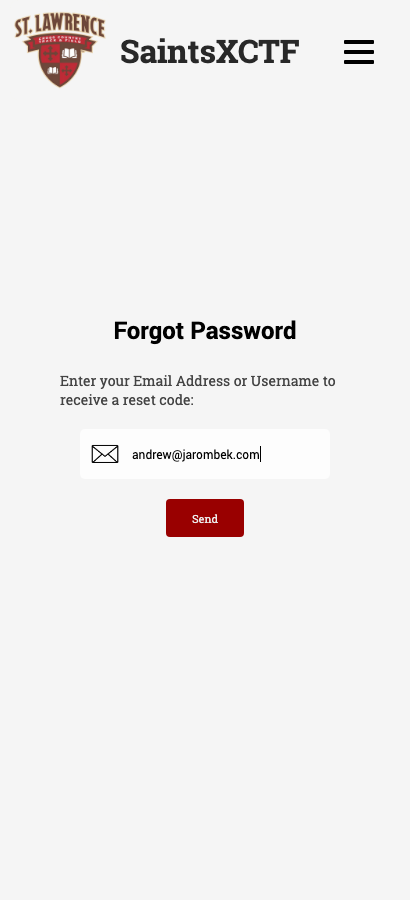 ST. LAWRENCE
SaintsXCTF
Forgot Password
Enter your Email Address or Username to
receive a reset code:
andrew@jarombek.com
Send